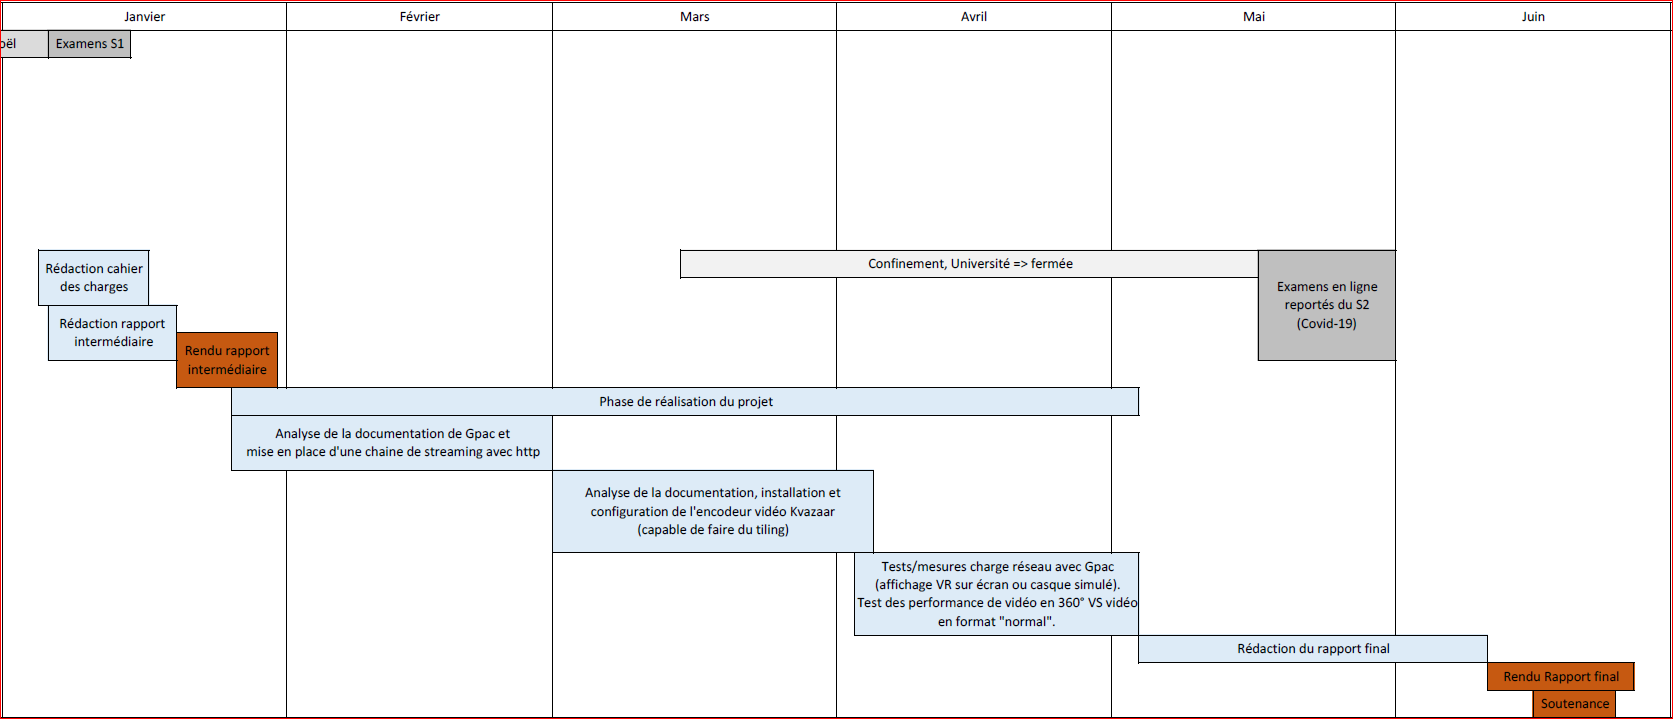 Janvier
Février
Mars
Avril
Mai
Juin
oël
Examens S1
Rédaction cahier
des charges
Confinement, Université => fermée
Examens en ligne
reportés du S2
(Covid-19)
Rédaction rapport
intermédiaire
Rendu rapport
intermédiaire
Phase de réalisation du projet
Analyse de la documentation de Gpac et
mise en place d'une chaine de streaming avec http
Analyse de la documentation, installation et
configuration de l'encodeur vidéo Kvazaar
(capable de faire du tiling)
Tests/mesures charge réseau avec Gpac
(affichage VR sur écran ou casque simulé).
Test des performance de vidéo en 360° VS vidéo
en format "normal".
Rédaction du rapport final
Rendu Rapport final
Soutenance